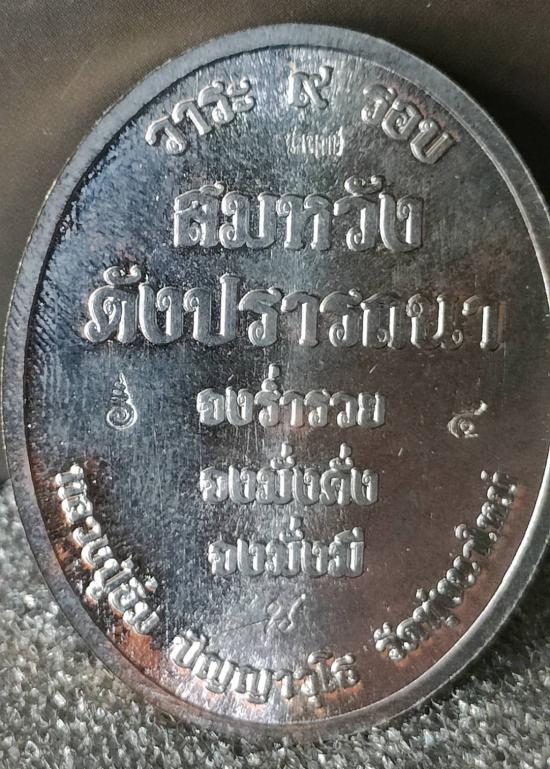 วาระ ๙ รอบ
สมหวัง
ดังปรารถนา
จงร่ำรวย
จงมั่งคั่ง
จงมั่งมี
หลวงปู่ฮั้บ ปัญญาวุโธ วัดทุ่งนาใหม่